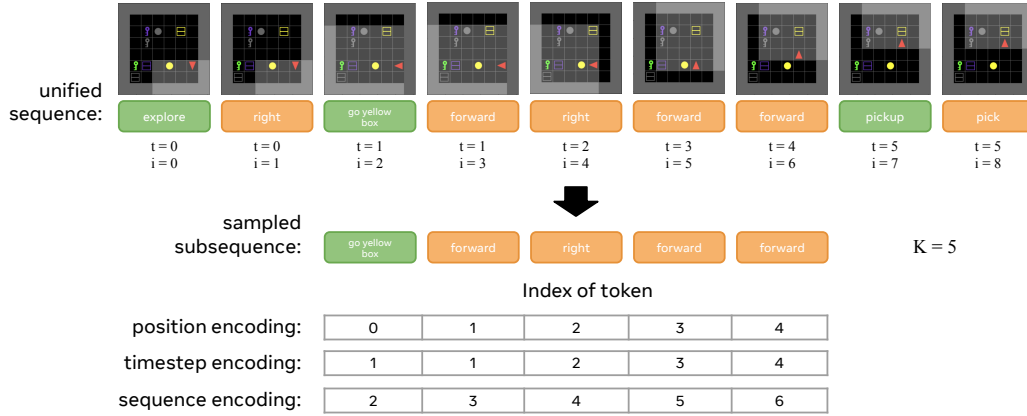 unified
sequence:
explore right go yellow box forward right forward forward pickup pick
t = 0 t = 0 t = 1 t = 1 t = 2 t = 3 t = 4 t = 5 t = 5
i = 0 i = 1 i = 2 i = 3 i = 4 i = 5 i = 6 i = 7 i = 8
sampled
subsequence:
go yellow box forward right forward forward K = 5
Index of token
position encoding: 0 1 2 3 4
timestep encoding: 1 1 2 3 4
sequence encoding: 2 3 4 5 6